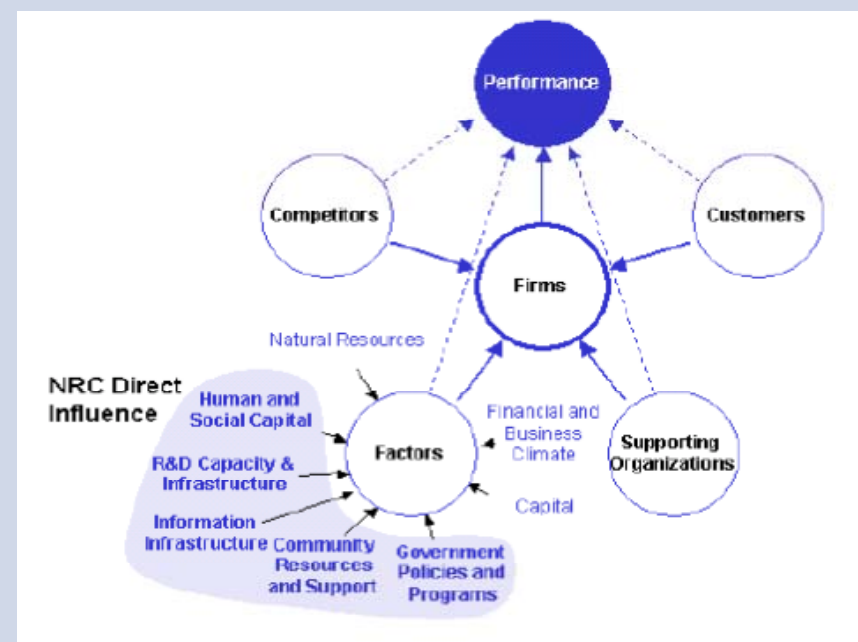 Performance
Competitors
Customers
Firms
Natural Resources
NRC Direct
Influence
Human and
Social Capital
R&D Capacity &
Infrastructure
Information
Infrastructure
Community
Resources
and Support
Government
Policies and
Programs
Factors
Financial and
Business
Climate
Capital
Supporting
Organizations